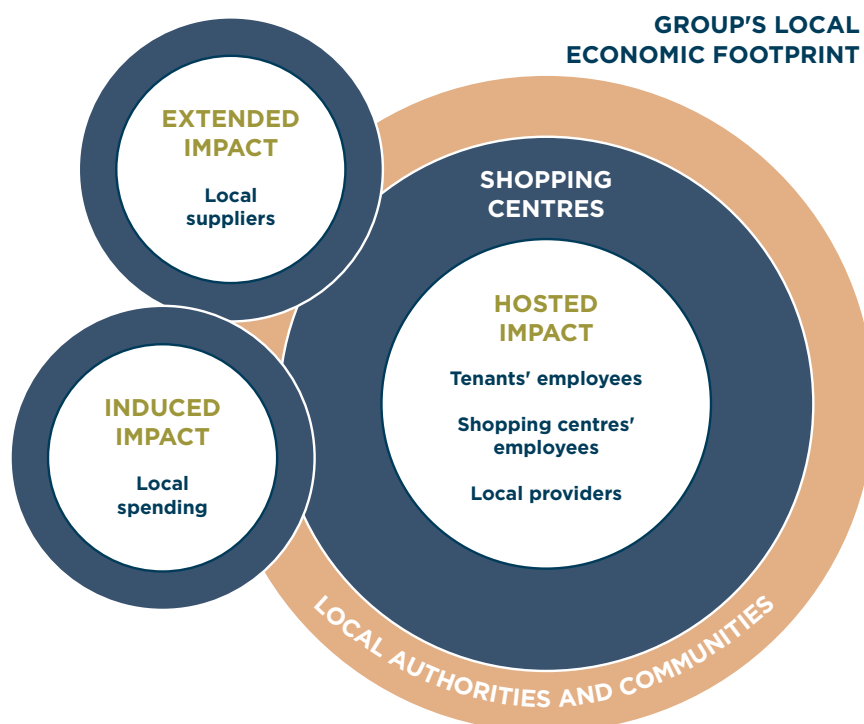 GROUP'S LOCAL
ECONOMIC FOOTPRINT
EXTENDED
IMPACT
Local
suppliers
SHOPPING
CENTRES
HOSTED
IMPACT
Tenants' employees
Shopping centres'
employees
Local providers
INDUCED
IMPACT
Local
spending
LOCAL AUTHORITIES AND COMMUNITIES